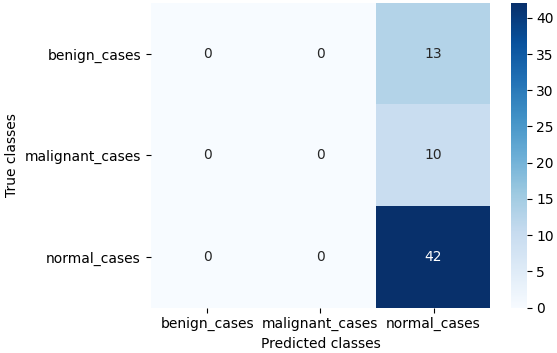 benign_cases 0 0 13
malignant_cases 0 0 10
normal_cases 0 0 42
benign_cases malignant_cases normal_cases
Predicted classes
True classes
40
35
30
25
20
15
10
5
0